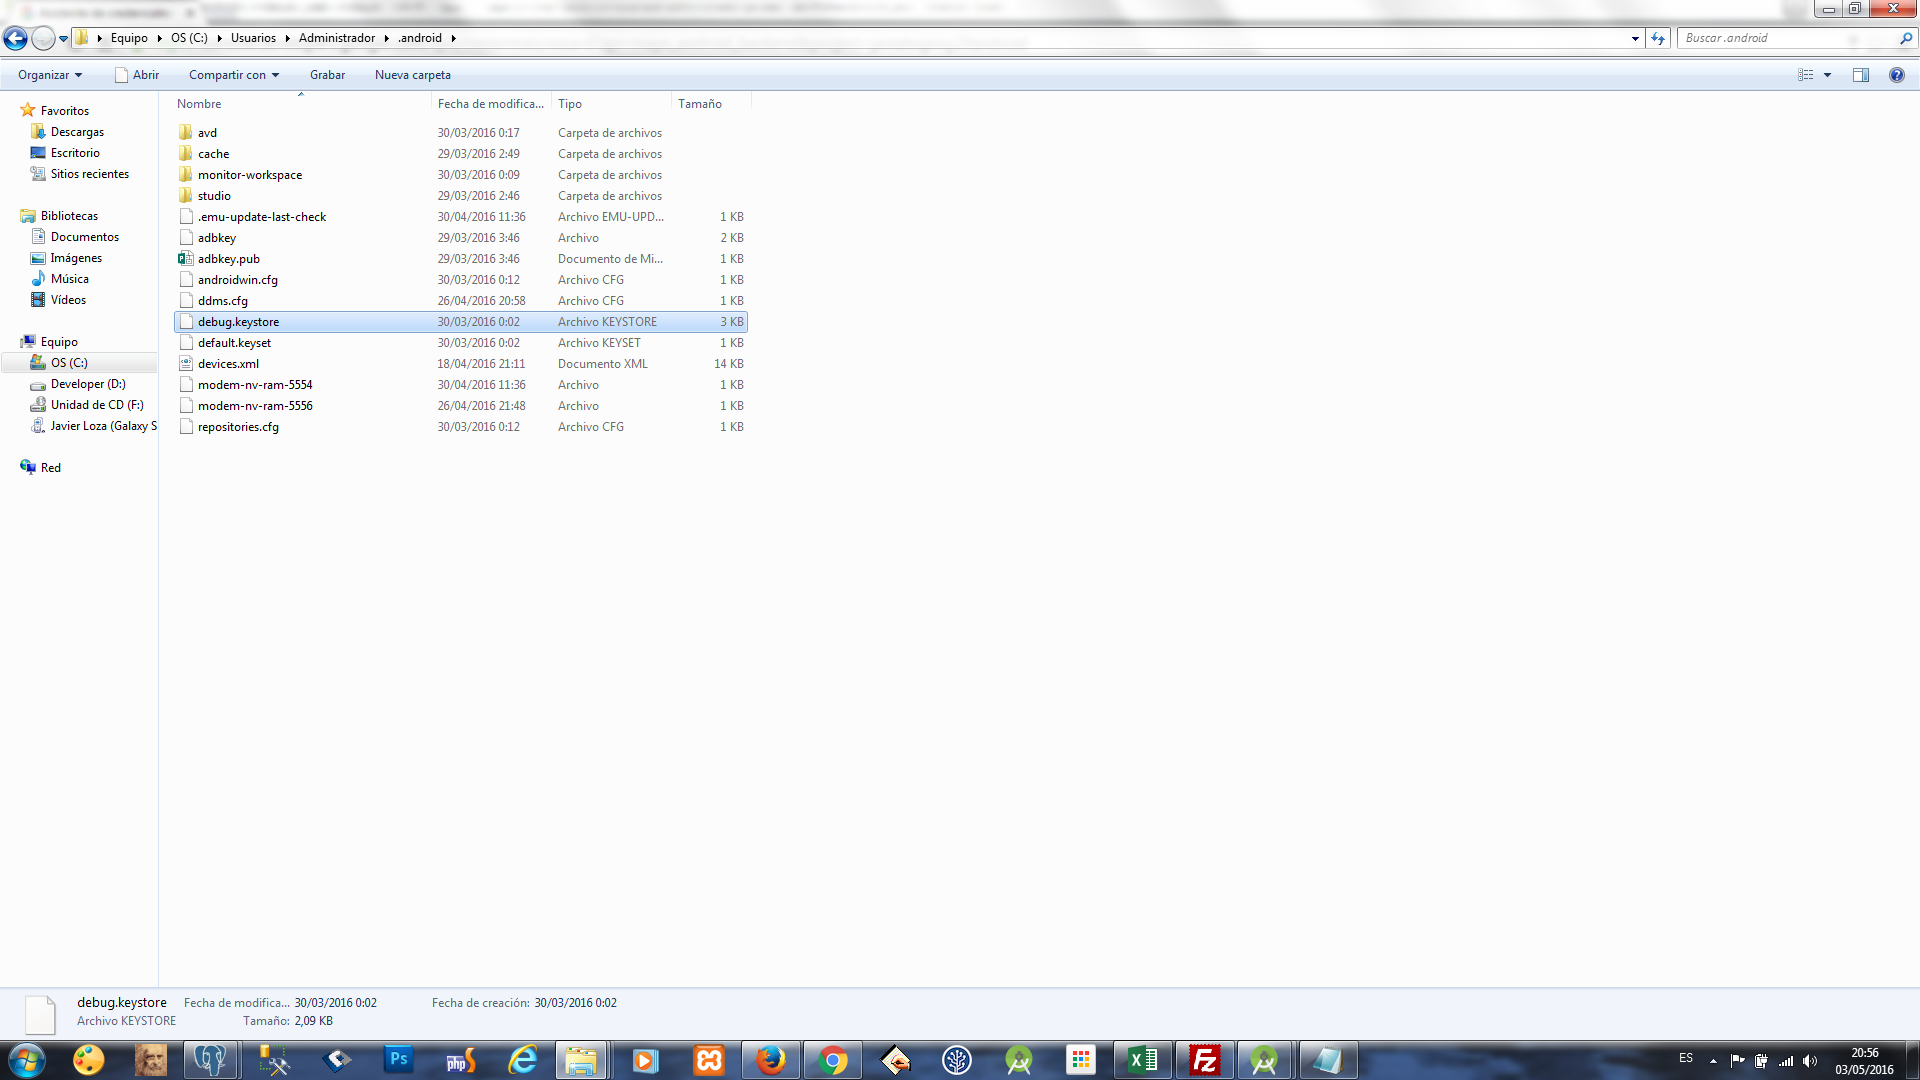 Equipo OS (C:) Usuarios Administrador .android
Buscar .android
Organizar Abrir Compartir con Grabar Nueva carpeta
Nombre Fecha de modifica... Tipo Tamaño
Favoritos
Descargas
Escritorio
Sitios recientes
Bibliotecas
Documentos
Imágenes
Música
Vídeos
Equipo
OS (C:)
Developer (D:)
Unidad de CD (F:)
Javier Loza (Galaxy S
Red
avd 30/03/2016 0:17 Carpeta de archivos
cache 29/03/2016 2:49 Carpeta de archivos
monitor-workspace 30/03/2016 0:09 Carpeta de archivos
studio 29/03/2016 2:46 Carpeta de archivos
.emu-update-last-check 30/04/2016 11:36 Archivo EMU-UPD... 1 KB
adbkey 29/03/2016 3:46 Archivo 2 KB
adbkey.pub 29/03/2016 3:46 Documento de Mi... 1 KB
androidwin.cfg 30/03/2016 0:12 Archivo CFG 1 KB
ddms.cfg 26/04/2016 20:58 Archivo CFG 1 KB
debug.keystore 30/03/2016 0:02 Archivo KEYSTORE 3 KB
default.keyset 30/03/2016 0:02 Archivo KEYSET 1 KB
devices.xml 18/04/2016 21:11 Documento XML 14 KB
modem-nv-ram-5554 30/04/2016 11:36 Archivo 1 KB
modem-nv-ram-5556 26/04/2016 21:48 Archivo 1 KB
repositories.cfg 30/03/2016 0:12 Archivo CFG 1 KB
debug.keystore Fecha de modifica... 30/03/2016 0:02 Fecha de creación: 30/03/2016 0:02
Archivo KEYSTORE Tamaño: 2,09 KB
Ps
php
ES
20:56
03/05/2016